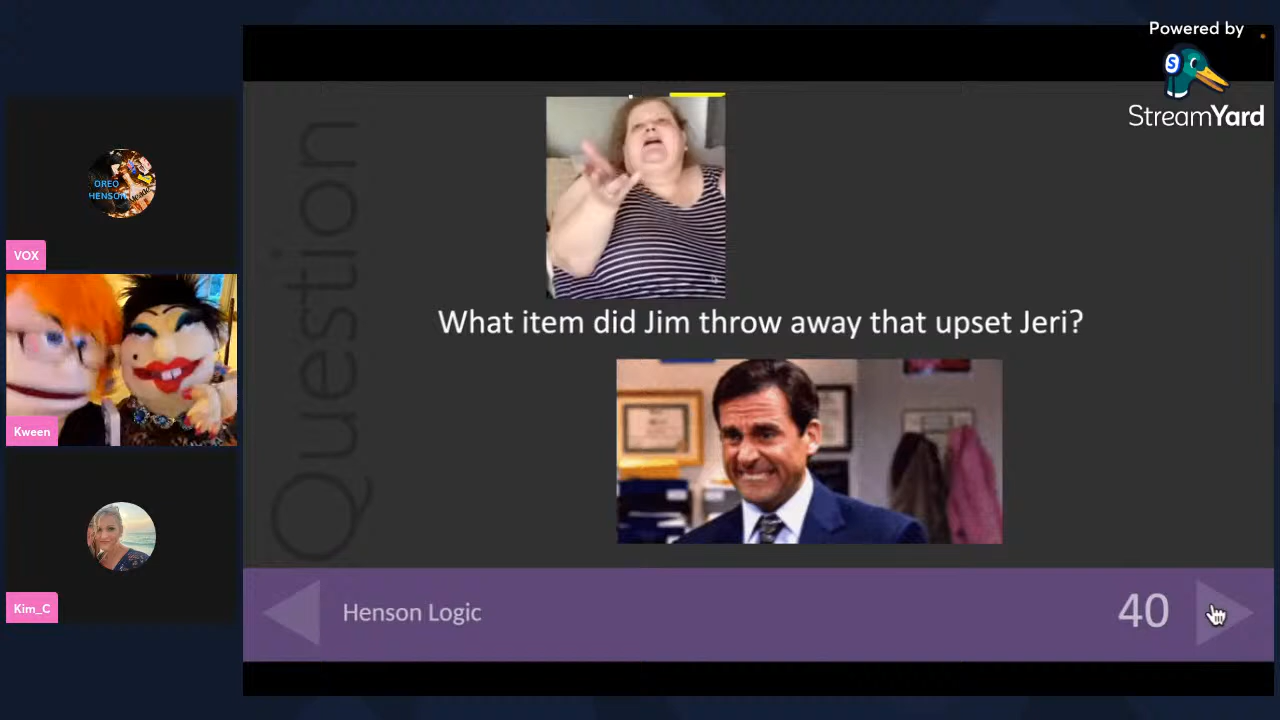 Powered by
StreamYard
OREO
HENSON
VOX
Kween
Kim_C
Question
What item did Jim throw away that upset Jeri?
Henson Logic
40